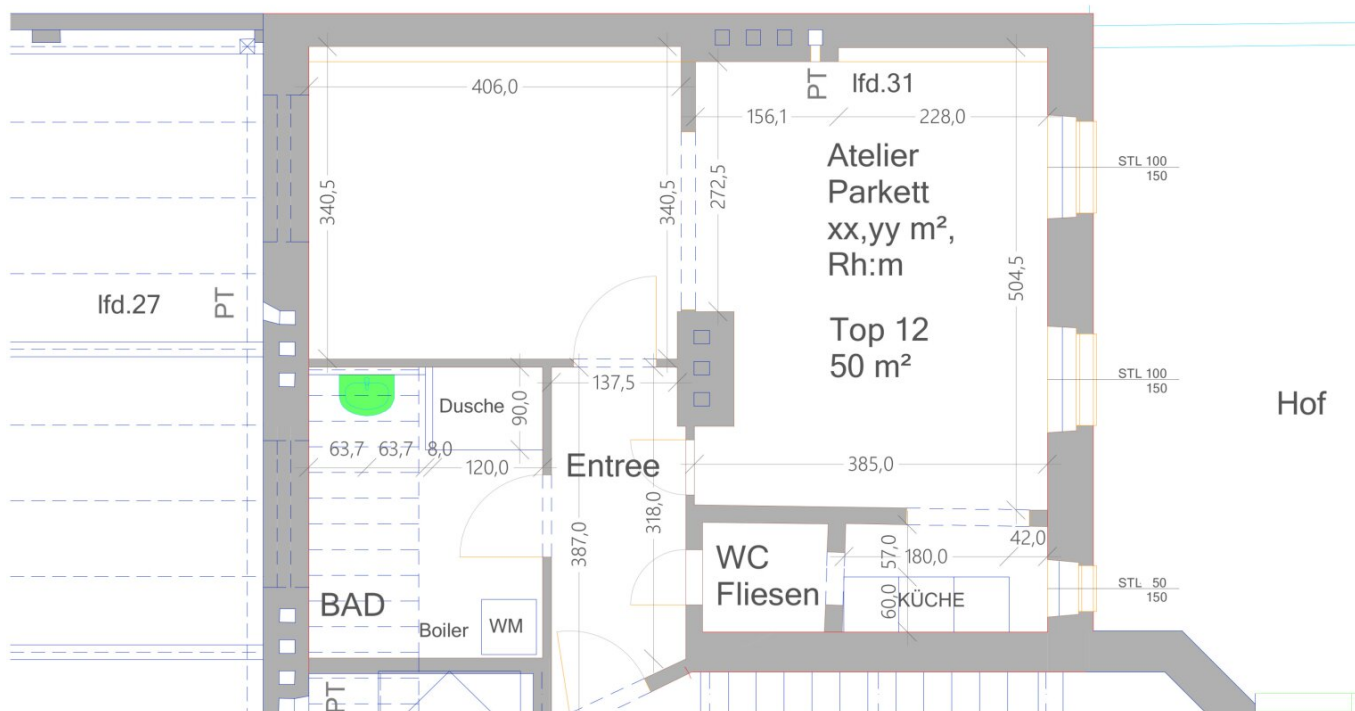 406,0
PT
lfd.31
156,1
228,0
STL 100
150
340,5
340,5
272,5
Atelier
Parkett
xx,yy m²,
Rh:m
504,5
lfd.27
PT
Top 12
50 m²
STL 100
150
Hof
137,5
Dusche
90,0
63,7
63,7
8,0
120,0
Entree
385,0
387,0
318,0
WC
Fliesen
57,0
180,0
42,0
STL 50
150
60,0
KÜCHE
BAD
Boiler
WM
PT